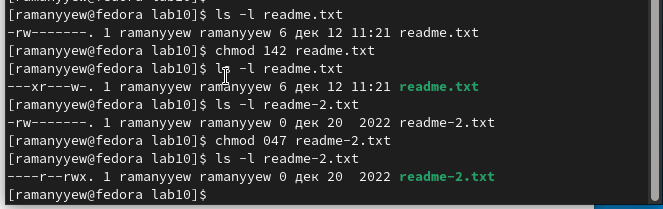 [ramanyyew@fedora lab10]$ ls -l readme.txt
-rw-------. 1 ramanyyew ramanyyew 6 дек 12 11:21 readme.txt
[ramanyyew@fedora lab10]$ chmod 142 readme.txt
[ramanyyew@fedora lab10]$ ls -l readme.txt
---xr---w-. 1 ramanyyew ramanyyew 6 дек 12 11:21 readme.txt
[ramanyyew@fedora lab10]$ ls -l readme-2.txt
-rw-------. 1 ramanyyew ramanyyew 0 дек 20  2022 readme-2.txt
[ramanyyew@fedora lab10]$ chmod 047 readme-2.txt
[ramanyyew@fedora lab10]$ ls -l readme-2.txt
----r--rwx. 1 ramanyyew ramanyyew 0 дек 20  2022 readme-2.txt
[ramanyyew@fedora lab10]$